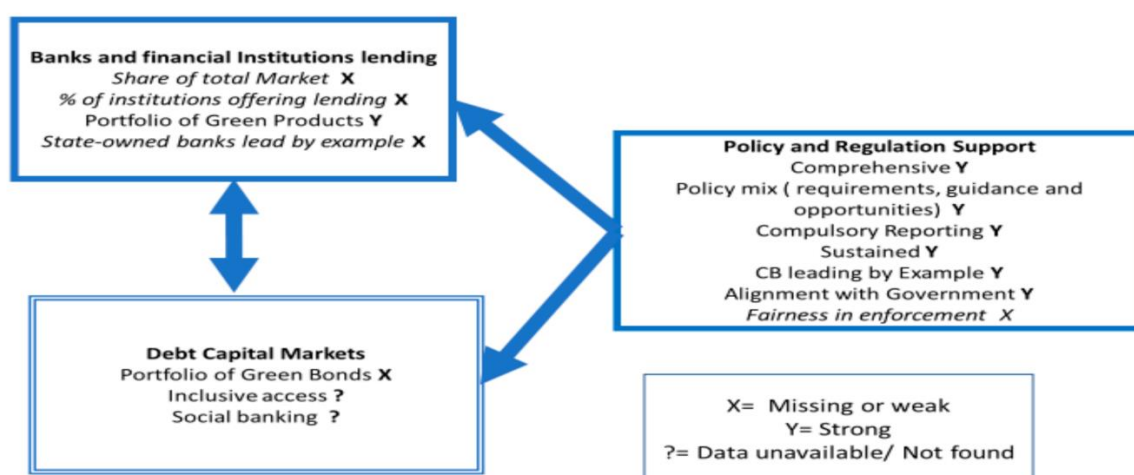 Banks and financial Institutions lending
Share of total Market X
% of institutions offering lending X
Portfolio of Green Products Y
State-owned banks lead by example X
Policy and Regulation Support
Comprehensive Y
Policy mix ( requirements, guidance and
opportunities) Y
Compulsory Reporting Y
Sustained Y
CB leading by Example Y
Alignment with Government Y
Fairness in enforcement X
Debt Capital Markets
Portfolio of Green Bonds X
Inclusive access ?
Social banking ?
X= Missing or weak
Y= Strong
?= Data unavailable/ Not found